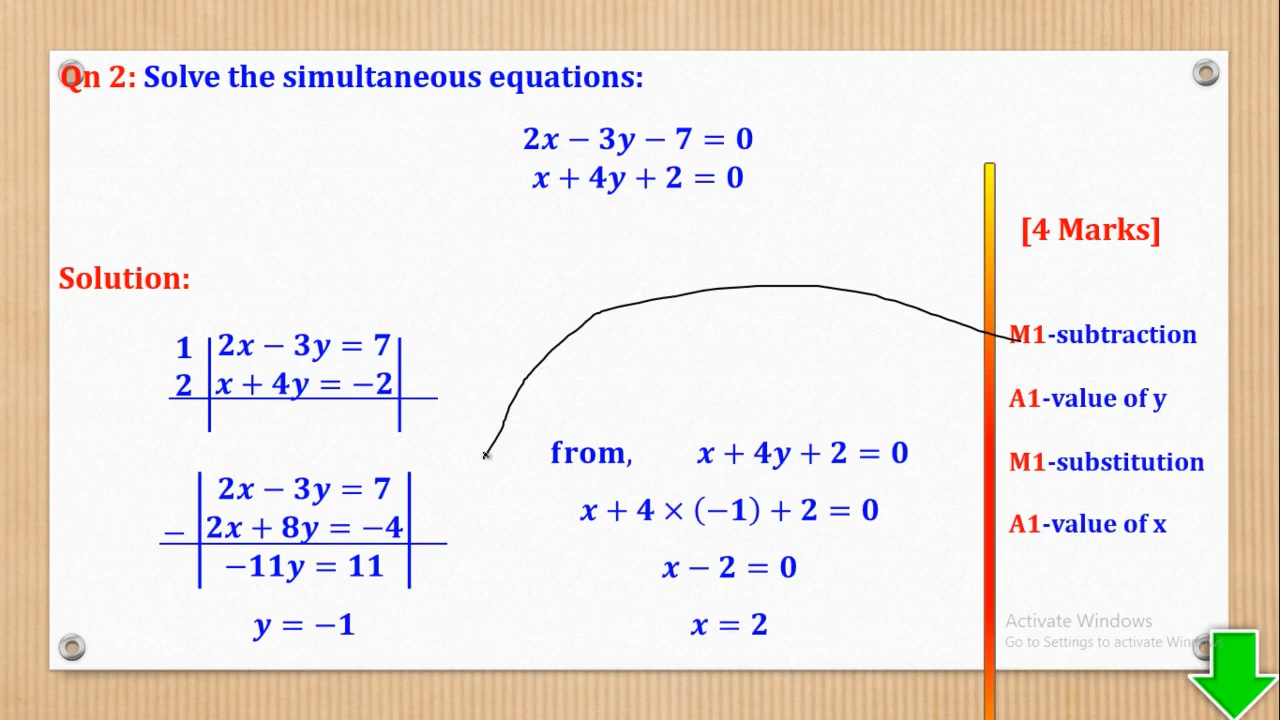 Qn 2: Solve the simultaneous equations:
2x − 3y − 7 = 0
x + 4y + 2 = 0
[4 Marks]
Solution:
1 | 2x − 3y = 7 |
2 | x + 4y = −2 |
| 2x − 3y = 7 |
− | 2x + 8y = −4 |
| −11y = 11 |
y = −1
from, x + 4y + 2 = 0
x + 4 × (−1) + 2 = 0
x − 2 = 0
x = 2
M1-subtraction
A1-value of y
M1-substitution
A1-value of x
Activate Windows
Go to Settings to activate Windows